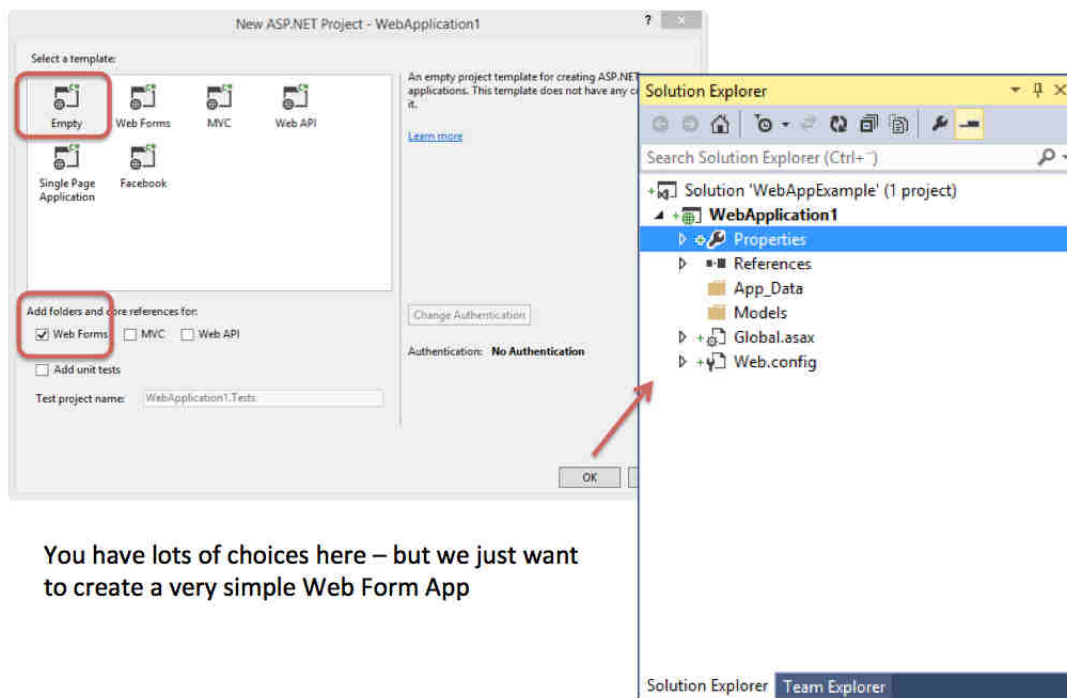 New ASP.NET Project - WebApplication1
?
Select a template:
Empty
Web Forms
MVC
Web API
Single Page
Application
Facebook
An empty project template for creating ASP.NET
applications. This template does not have any
it.
Learn more
Add folders and core references for:
Web Forms
MVC
Web API
Add unit tests
Test project name:
WebApplication1.Tests
Change Authentication
Authentication: No Authentication
OK
Solution Explorer
Search Solution Explorer (Ctrl+¨)
Solution 'WebAppExample' (1 project)
WebApplication1
Properties
References
App_Data
Models
Global.asax
Web.config
Solution Explorer
Team Explorer
You have lots of choices here – but we just want
to create a very simple Web Form App